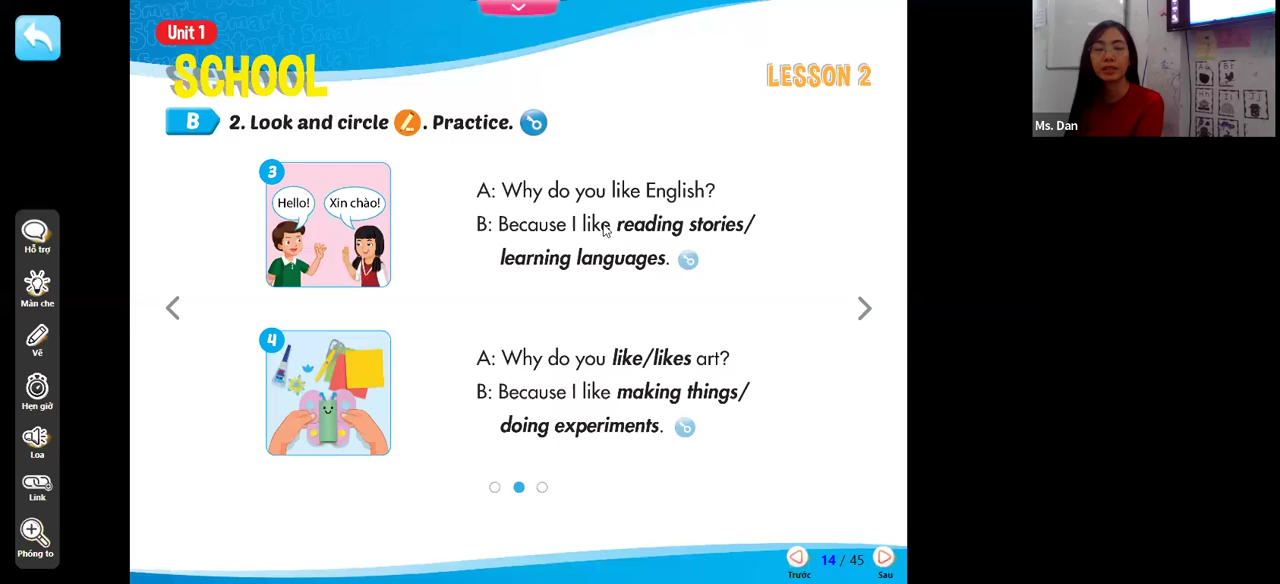 Unit 1
SCHOOL
LESSON 2
B 2. Look and circle . Practice.
3
Hello! Xin chào!
A: Why do you like English?
B: Because I like reading stories/
learning languages.
4
A: Why do you like/likes art?
B: Because I like making things/
doing experiments.
Hỗ trợ
Màn che
Vẽ
Hẹn giờ
Loa
Link
Phóng to
14 / 45
Trước
Sau
Ms. Dan